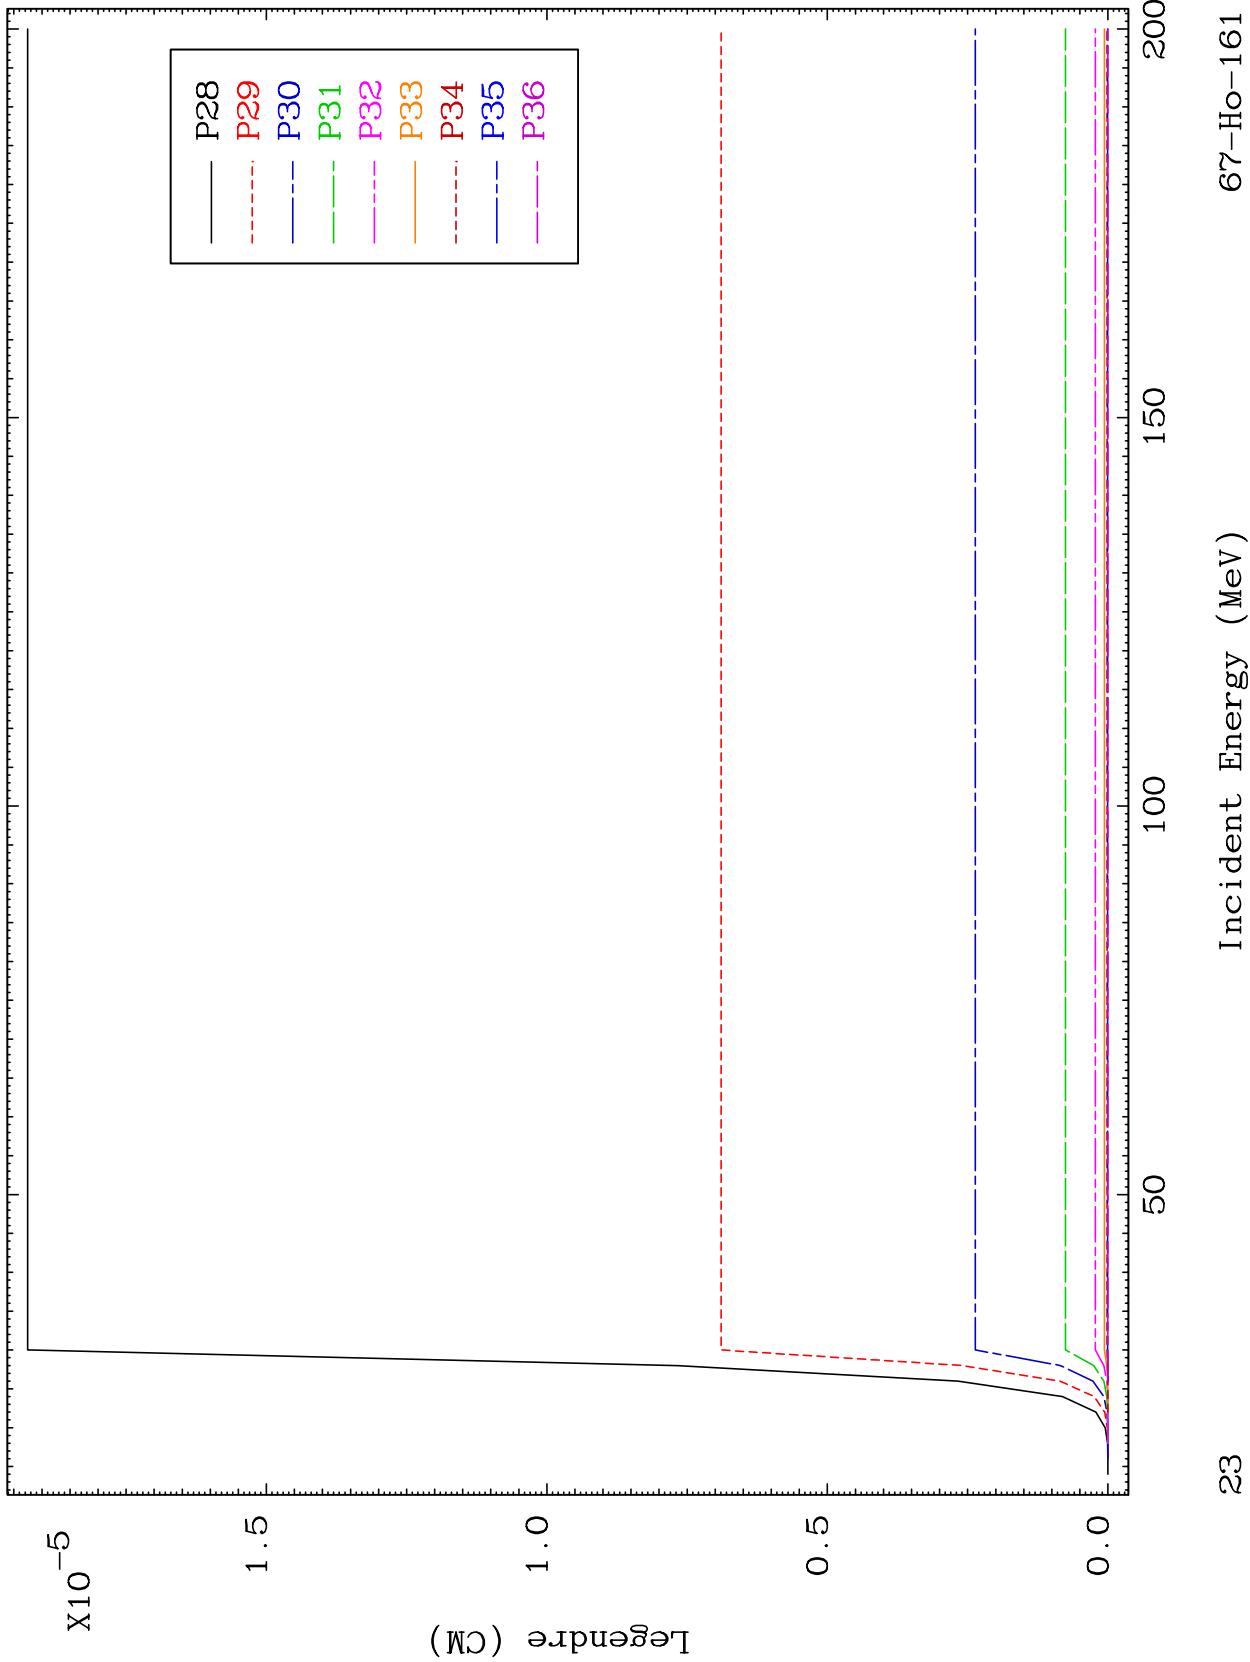 X10−5
1.5
1.0
0.5
0.0
Legendre (CM)
P28
P29
P30
P31
P32
P33
P34
P35
P36
50
100
150
200
Incident Energy (MeV)
23
67−Ho−161